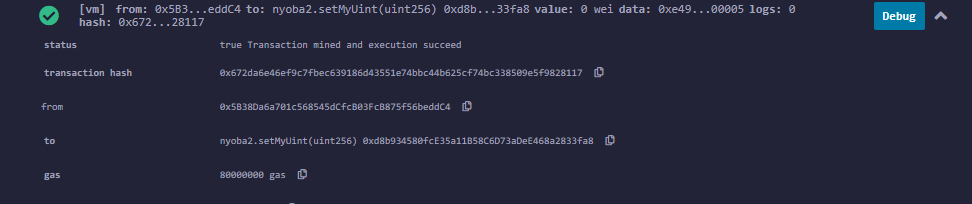 [vm] from: 0x5B3...eddC4 to: nyoba2.setMyUint(uint256) 0xd8b...33fa8 value: 0 wei data: 0xe49...00005 logs: 0 Debug
hash: 0x672...28117
status true Transaction mined and execution succeed
transaction hash 0x672da6e46ef9c7fbec639186d43551e74bbc44b625cf74bc338509e5f9828117
from 0x5B38Da6a701c568545dCfcB03FcB875f56beddC4
to nyoba2.setMyUint(uint256) 0xd8b934580fcE35a11B58C6D73aDeE468a2833fa8
gas 80000000 gas